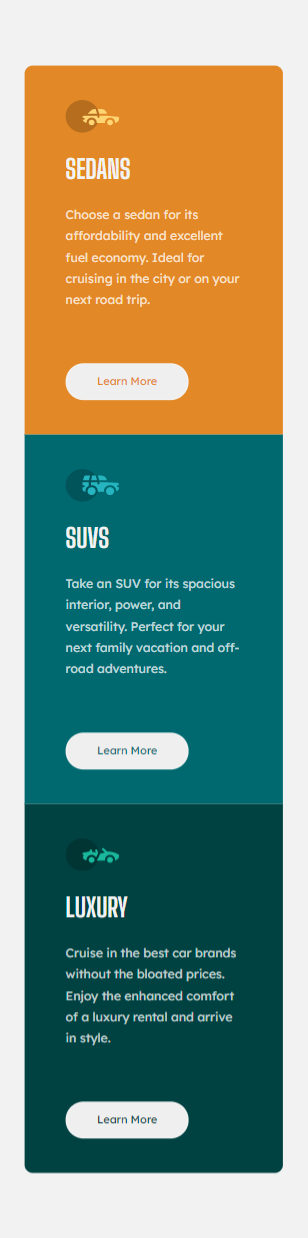 SEDANS
Choose a sedan for its
affordability and excellent
fuel economy. Ideal for
cruising in the city or on your
next road trip.
Learn More
SUVS
Take an SUV for its spacious
interior, power, and
versatility. Perfect for your
next family vacation and off-
road adventures.
Learn More
LUXURY
Cruise in the best car brands
without the bloated prices.
Enjoy the enhanced comfort
of a luxury rental and arrive
in style.
Learn More